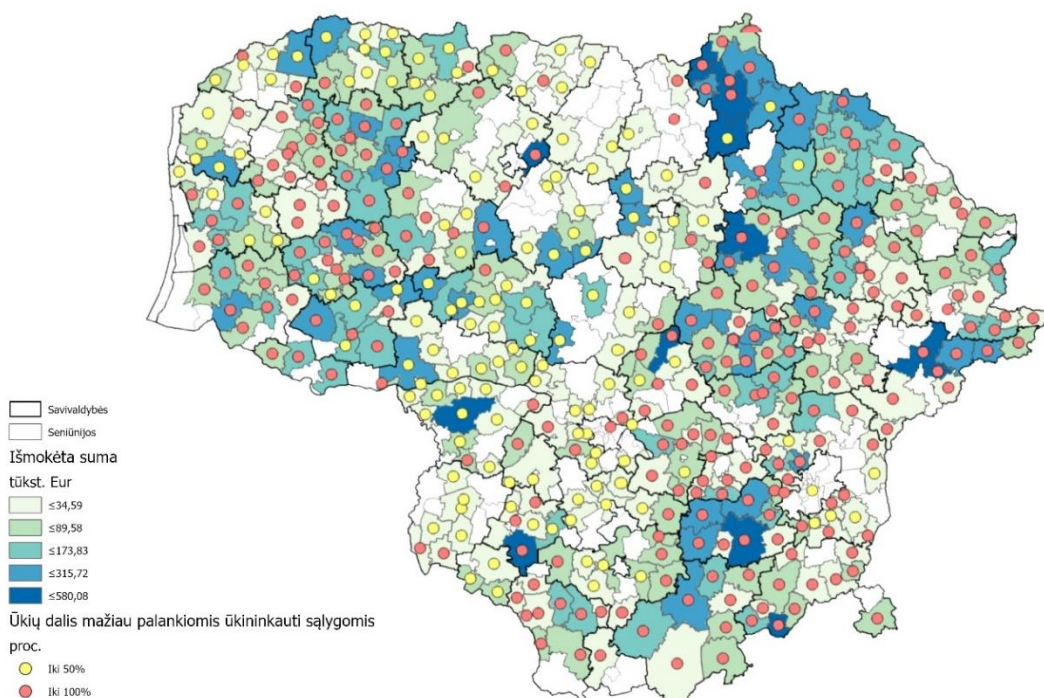 Savivaldybės
Seniūnijos
Išmokėta suma
tūkst. Eur
≤34,59
≤89,58
≤173,83
≤315,72
≤580,08
Ūkių dalis mažiau palankiomis ūkininkauti sąlygomis
proc.
Iki 50%
Iki 100%